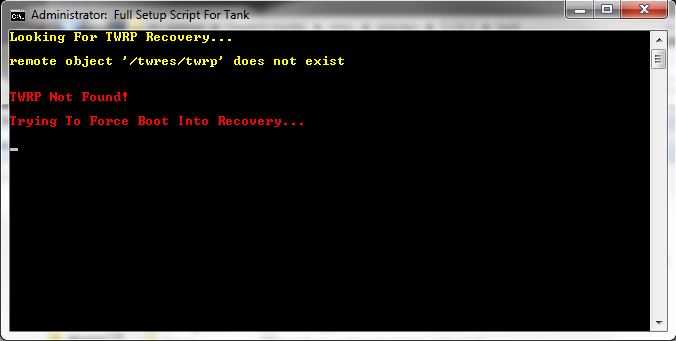 Administrator: Full Setup Script For Tank
Looking For TWRP Recovery...
remote object '/twres/twrp' does not exist
TWRP Not Found!
Trying To Force Boot Into Recovery...